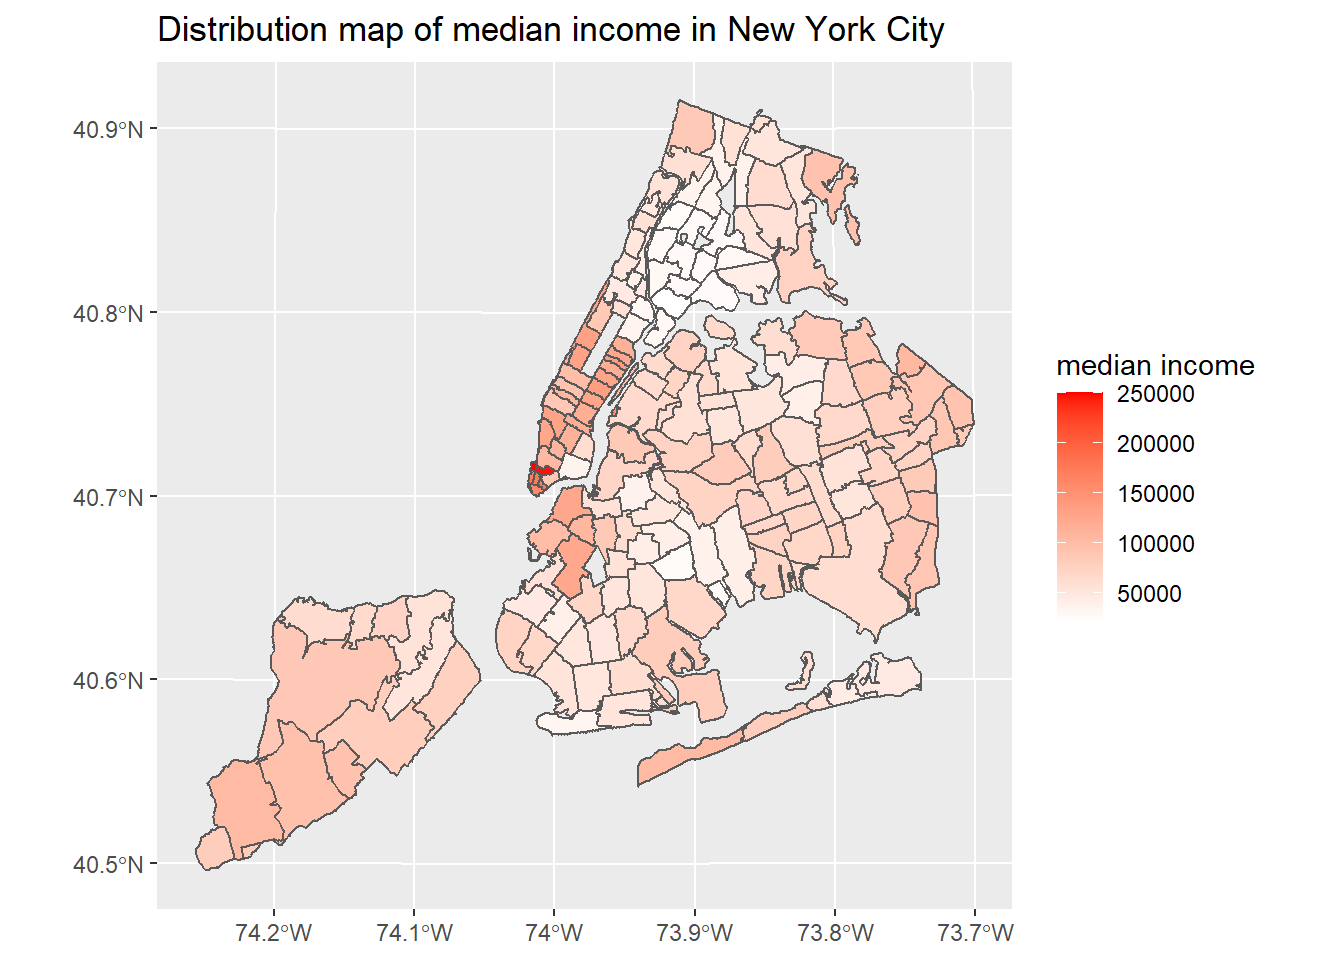 Distribution map of median income in New York City
40.9°N
40.8°N
40.7°N
40.6°N
40.5°N
74.2°W
74.1°W
74°W
73.9°W
73.8°W
73.7°W
median income
250000
200000
150000
100000
50000